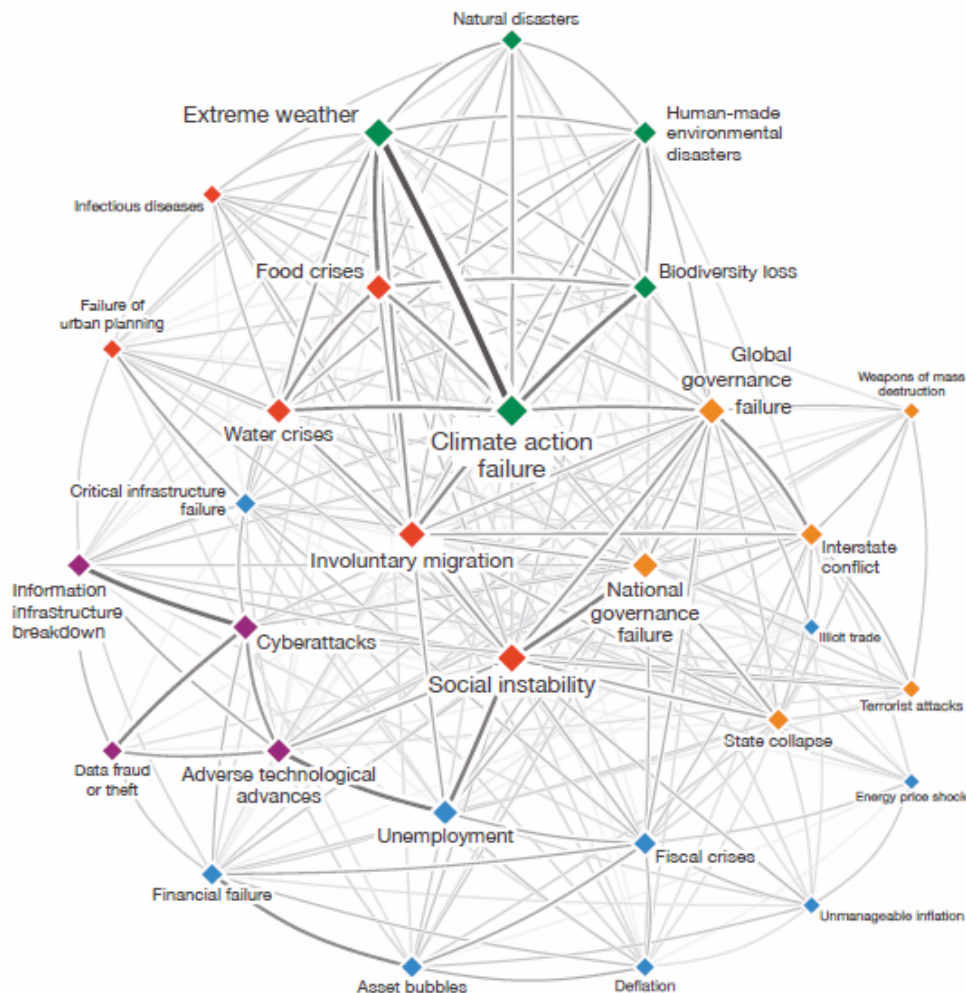 Natural disasters
Extreme weather
Human-made
environmental
disasters
Infectious diseases
Food crises
Biodiversity loss
Failure of
urban planning
Global
governance
failure
Weapons of mass
destruction
Water crises
Climate action
failure
Critical infrastructure
failure
Involuntary migration
Interstate
conflict
Information
infrastructure
breakdown
National
governance
failure
Cyberattacks
Illicit trade
Social instability
Terrorist attacks
State collapse
Data fraud
or theft
Adverse technological
advances
Energy price shock
Unemployment
Fiscal crises
Financial failure
Unmanageable inflation
Asset bubbles
Deflation